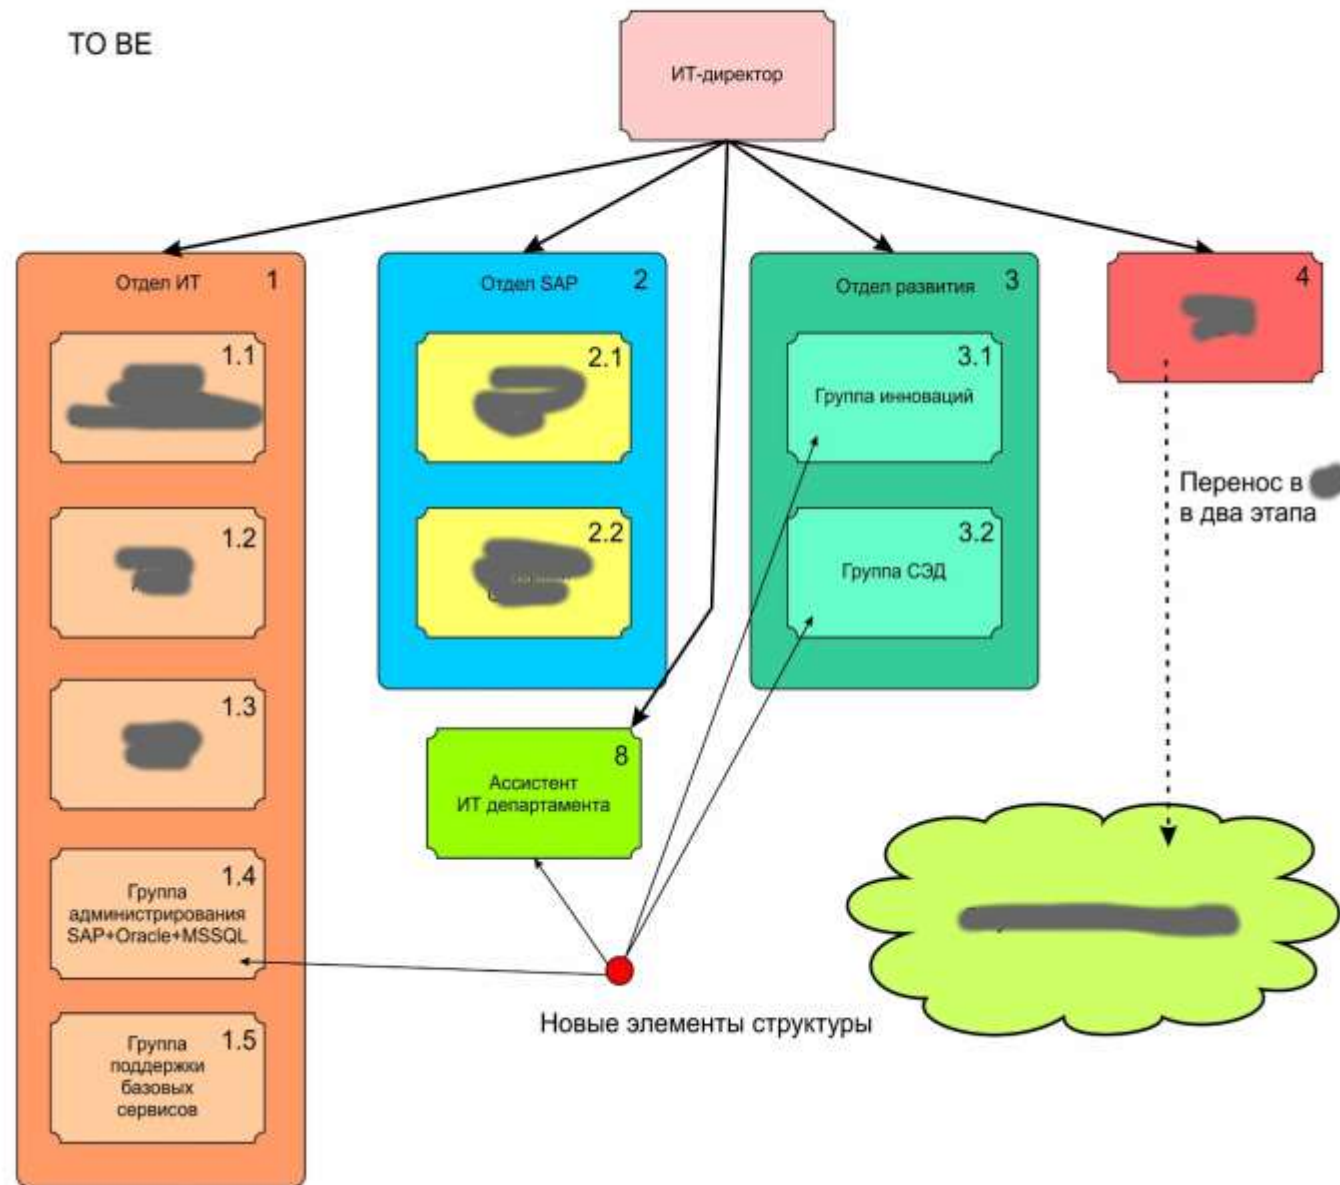 TO BE
ИТ-директор
Отдел ИТ
1
1.1
1.2
1.3
1.4
Группа
администрирования
SAP+Oracle+MSSQL
1.5
Группа
поддержки
базовых
сервисов
Отдел SAP
2
2.1
2.2
8
Ассистент
ИТ департамента
Отдел развития
3
3.1
Группа инноваций
3.2
Группа СЭД
4
Перенос в
в два этапа
Новые элементы структуры